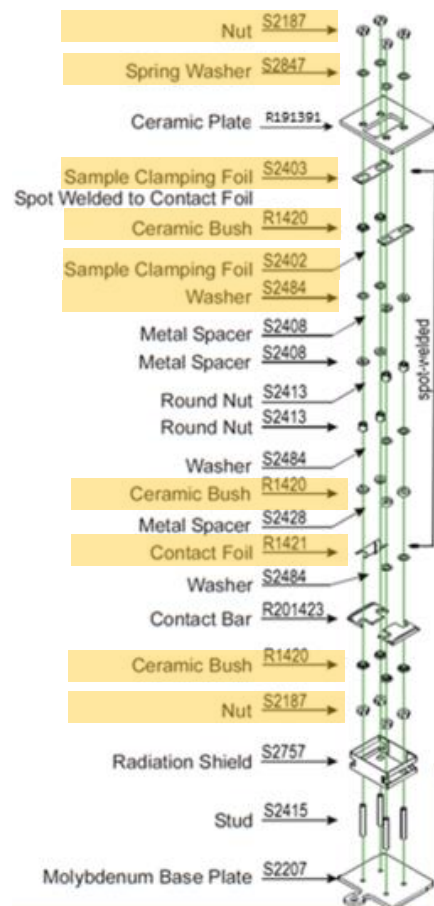 Nut S2187
Spring Washer S2847
Ceramic Plate R191391
Sample Clamping Foil S2403
Spot Welded to Contact Foil
Ceramic Bush R1420
Sample Clamping Foil S2402
Washer S2484
Metal Spacer S2408
Metal Spacer S2408
Round Nut S2413
Round Nut S2413
Washer S2484
Ceramic Bush R1420
Metal Spacer S2428
Contact Foil R1421
Washer S2484
Contact Bar R201423
Ceramic Bush R1420
Nut S2187
Radiation Shield S2757
Stud S2415
Molybdenum Base Plate S2207
spot-welded